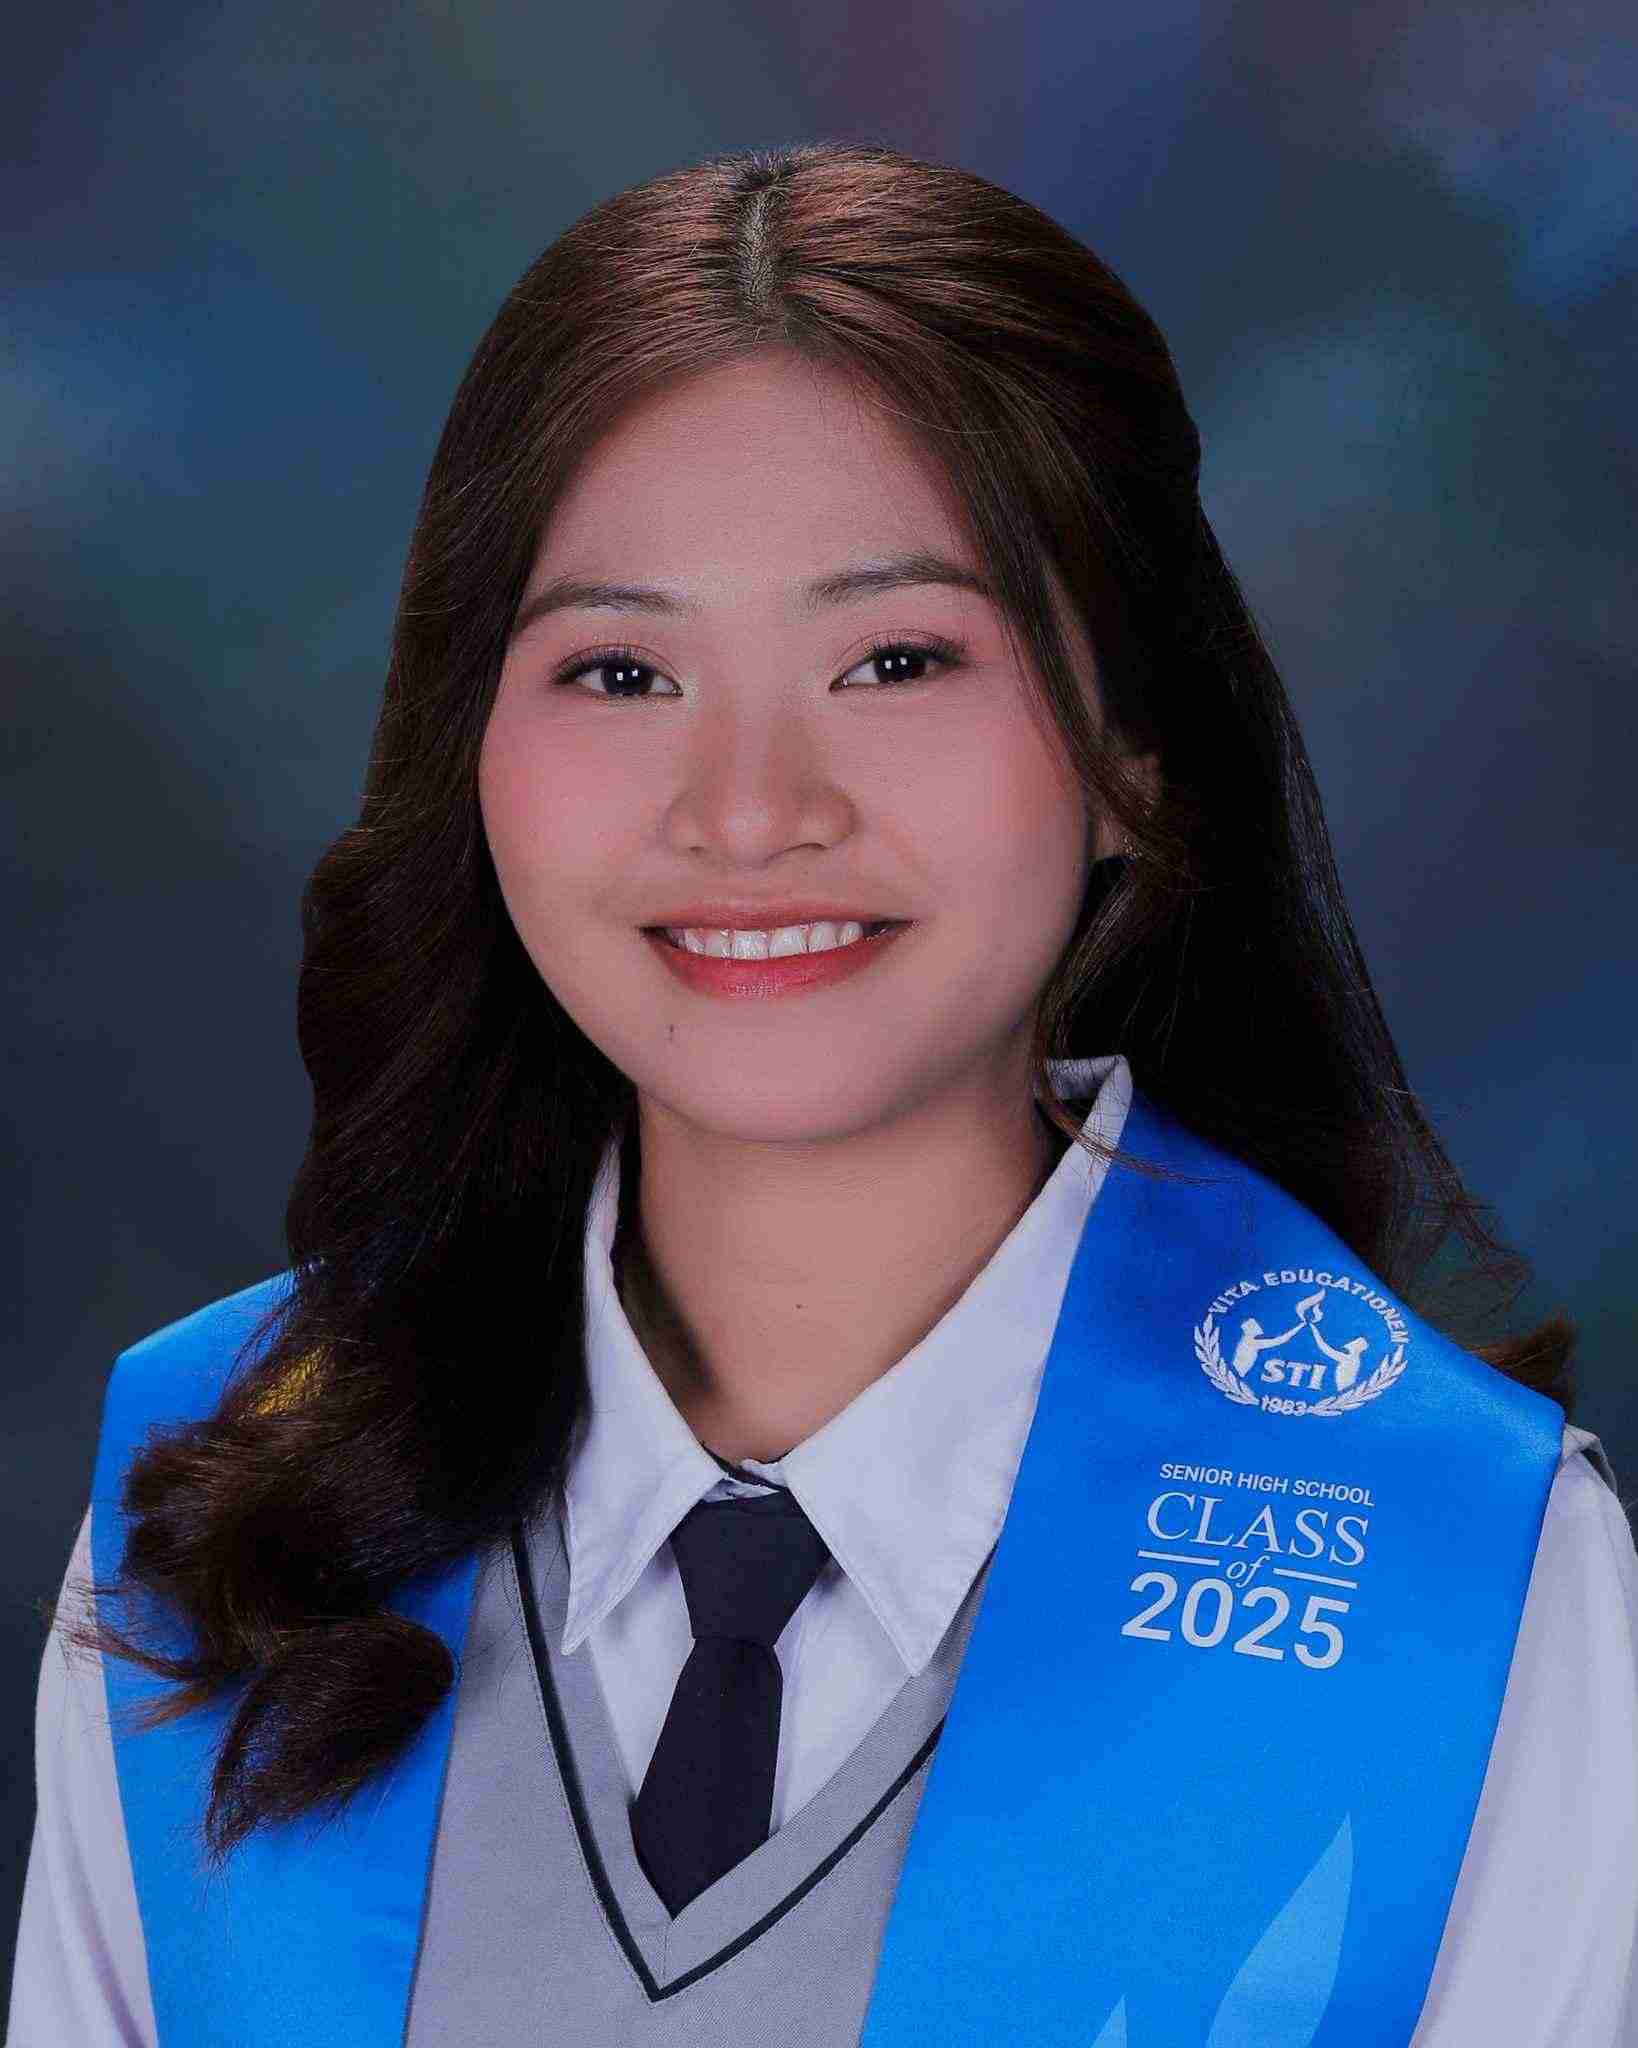 VITA EDUCATIONEM
STI
1983
SENIOR HIGH SCHOOL
CLASS
of
2025